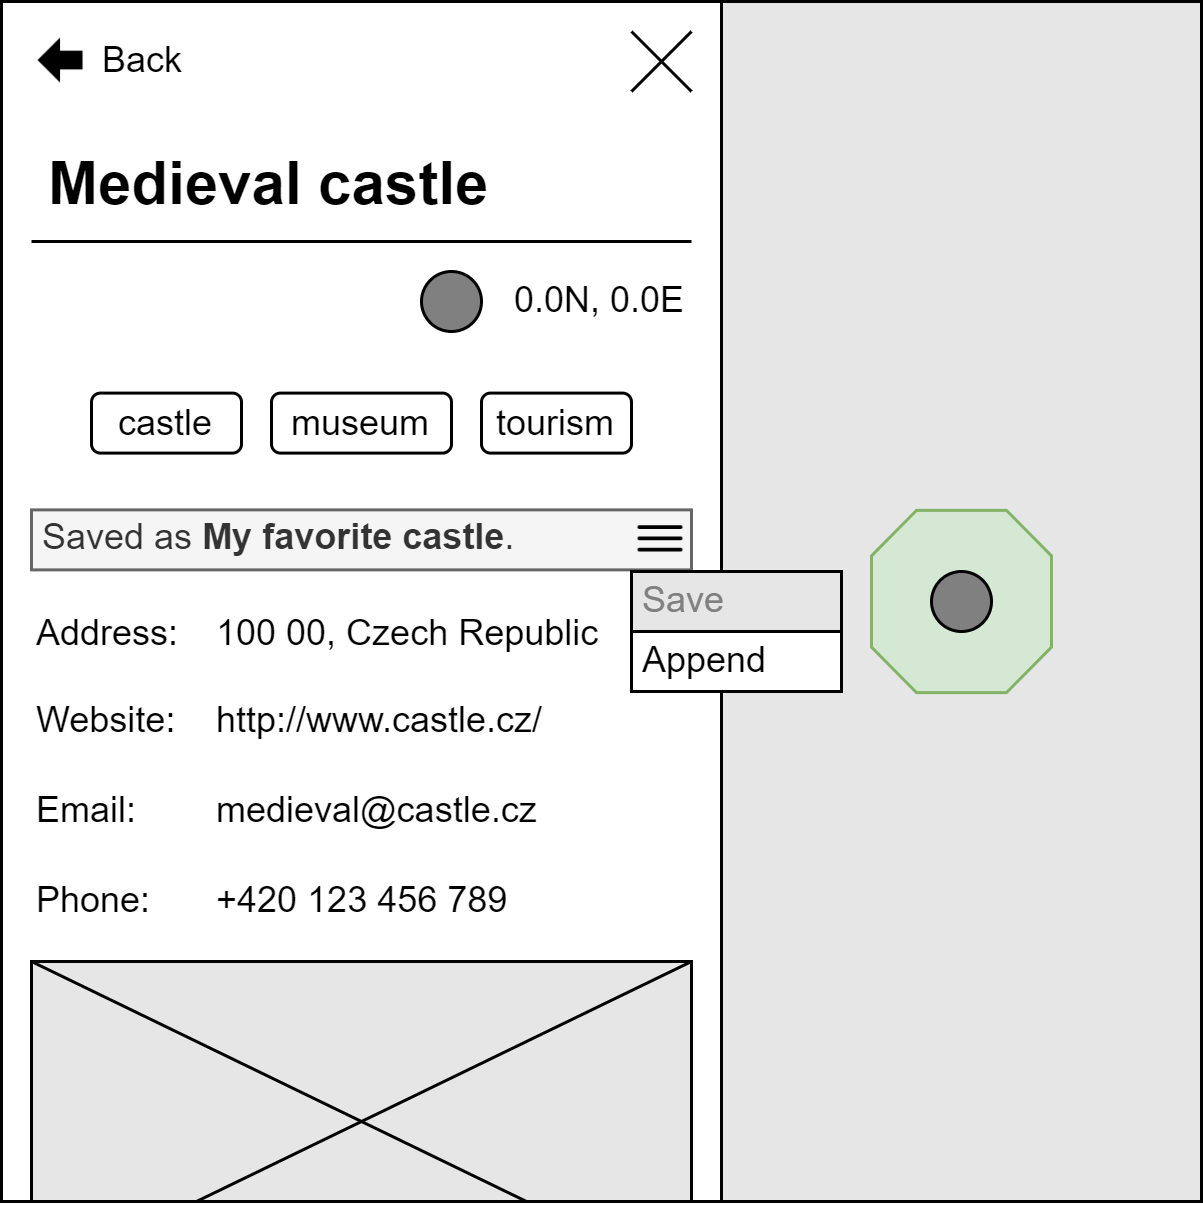 Back
Medieval castle
0.0N, 0.0E
castle museum tourism
Saved as My favorite castle.
Save
Address: 100 00, Czech Republic
Append
Website: http://www.castle.cz/
Email: medieval@castle.cz
Phone: +420 123 456 789